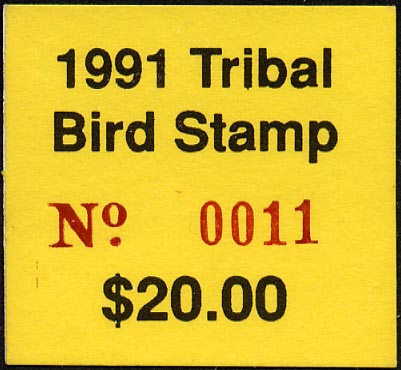 1991 Tribal
Bird Stamp
Nº. 0011
$20.00